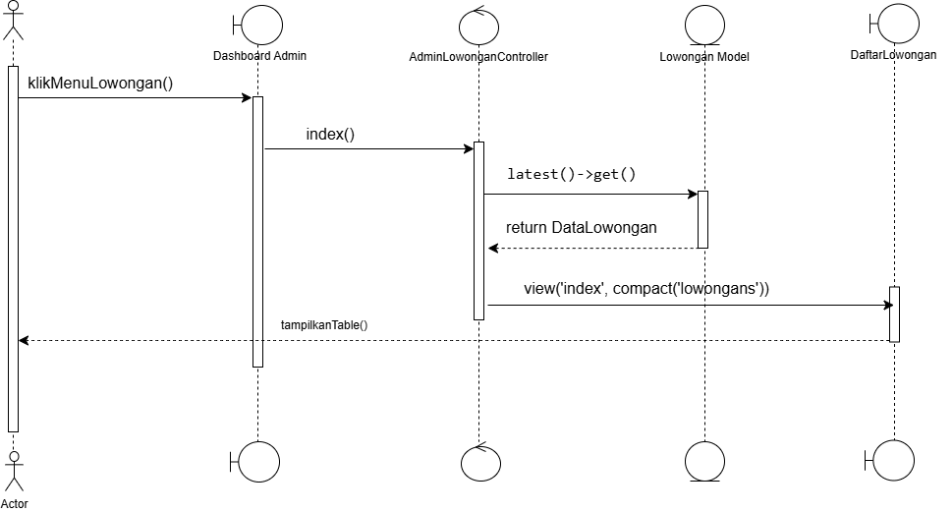 Dashboard Admin
AdminLowonganController
Lowongan Model
DaftarLowongan
klikMenuLowongan()
index()
latest()->get()
return DataLowongan
view('index', compact('lowongans'))
tampilkanTable()
Actor